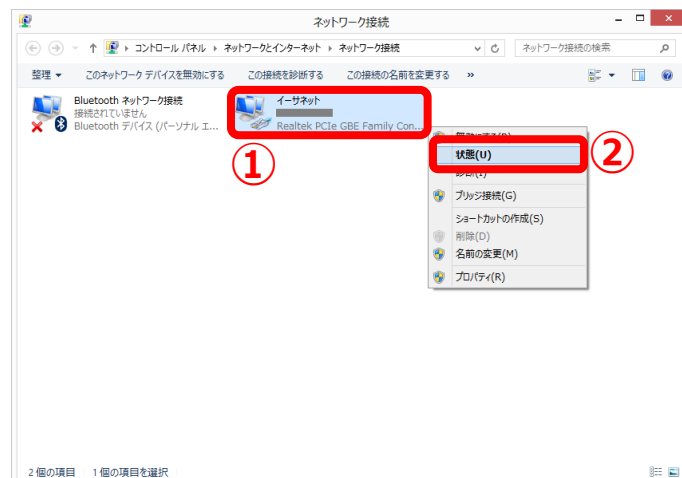 ネットワーク接続
コントロール パネル ネットワークとインターネット ネットワーク接続
ネットワーク接続の検索
整理 このネットワーク デバイスを無効にする この接続を診断する この接続の名前を変更する »
Bluetooth ネットワーク接続
接続されていません
Bluetooth デバイス (パーソナル エ...
イーサネット
Realtek PCIe GBE Family Con...
①
②
無効にする(B)
状態(U)
診断(I)
ブリッジ接続(G)
ショートカットの作成(S)
削除(D)
名前の変更(M)
プロパティ(R)
2 個の項目 1 個の項目を選択